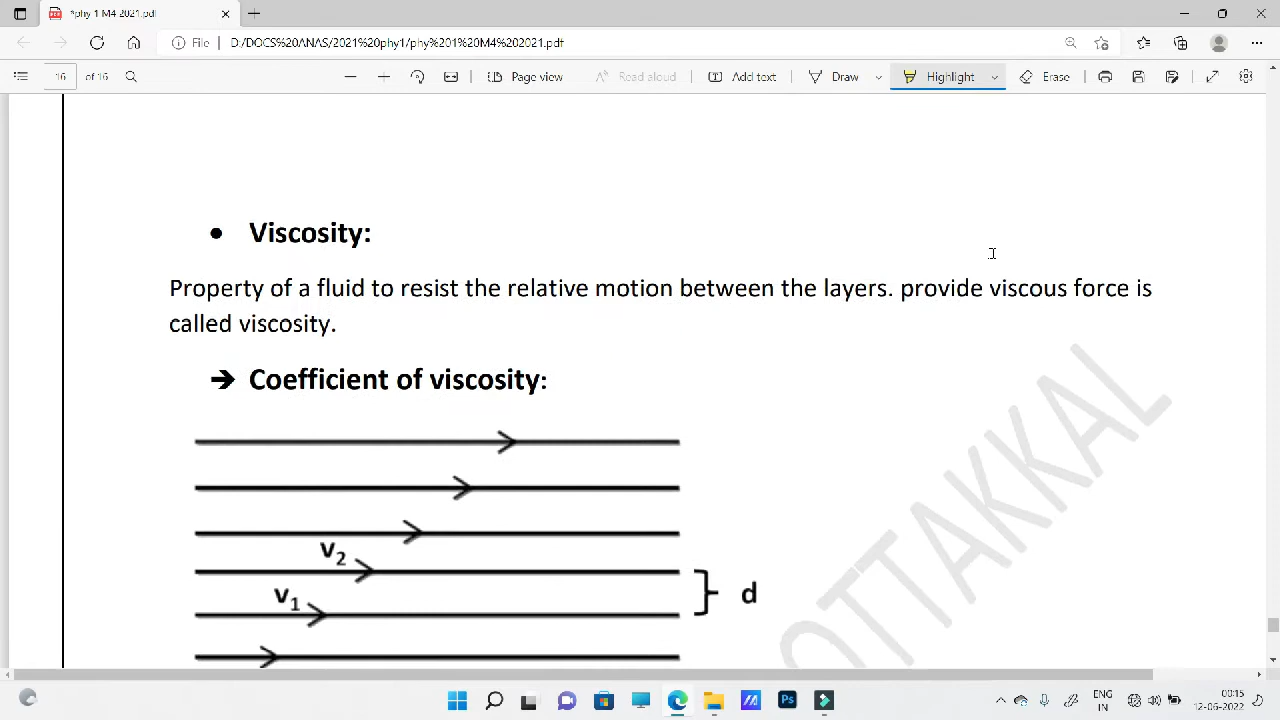 *phy 1 M4 2021.pdf
File
D:/DOCS%20ANAS/2021%20phy1/phy%201%20M4%202021.pdf
16 of 16
Page view
Read aloud
Add text
Draw
Highlight
Erase
• Viscosity:
Property of a fluid to resist the relative motion between the layers. provide viscous force is
called viscosity.
➔ Coefficient of viscosity:
v2
v1
d
OTTAKKAL
Ps
ENG
IN
12-06-2022